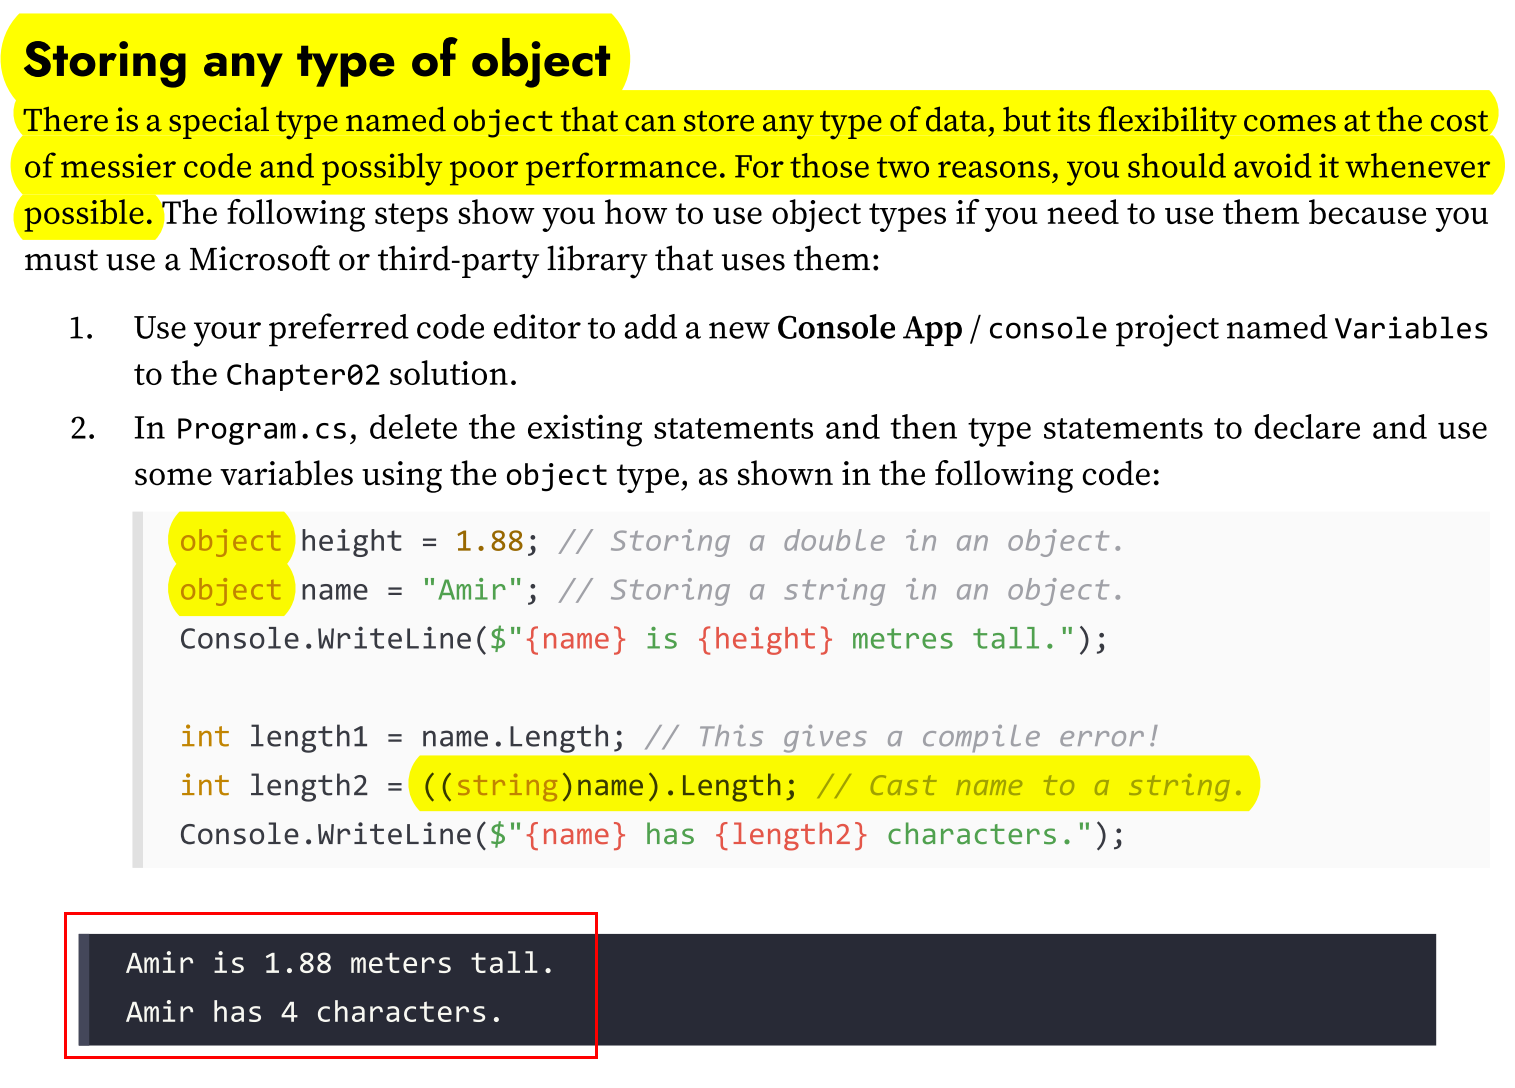 Storing any type of object
There is a special type named object that can store any type of data, but its flexibility comes at the cost
of messier code and possibly poor performance. For those two reasons, you should avoid it whenever
possible. The following steps show you how to use object types if you need to use them because you
must use a Microsoft or third-party library that uses them:
1. Use your preferred code editor to add a new Console App / console project named Variables
to the Chapter02 solution.
2. In Program.cs, delete the existing statements and then type statements to declare and use
some variables using the object type, as shown in the following code:
object height = 1.88; // Storing a double in an object.
object name = "Amir"; // Storing a string in an object.
Console.WriteLine($"{name} is {height} metres tall.");
int length1 = name.Length; // This gives a compile error!
int length2 = ((string)name).Length; // Cast name to a string.
Console.WriteLine($"{name} has {length2} characters.");
Amir is 1.88 meters tall.
Amir has 4 characters.